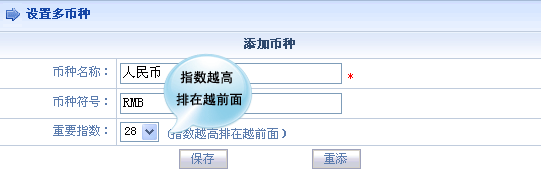 设置多币种
添加币种
币种名称： 人民币 *
指数越高
排在越前面
币种符号： RMB
重要指数： 28 (指数越高排在越前面)
保存 重添